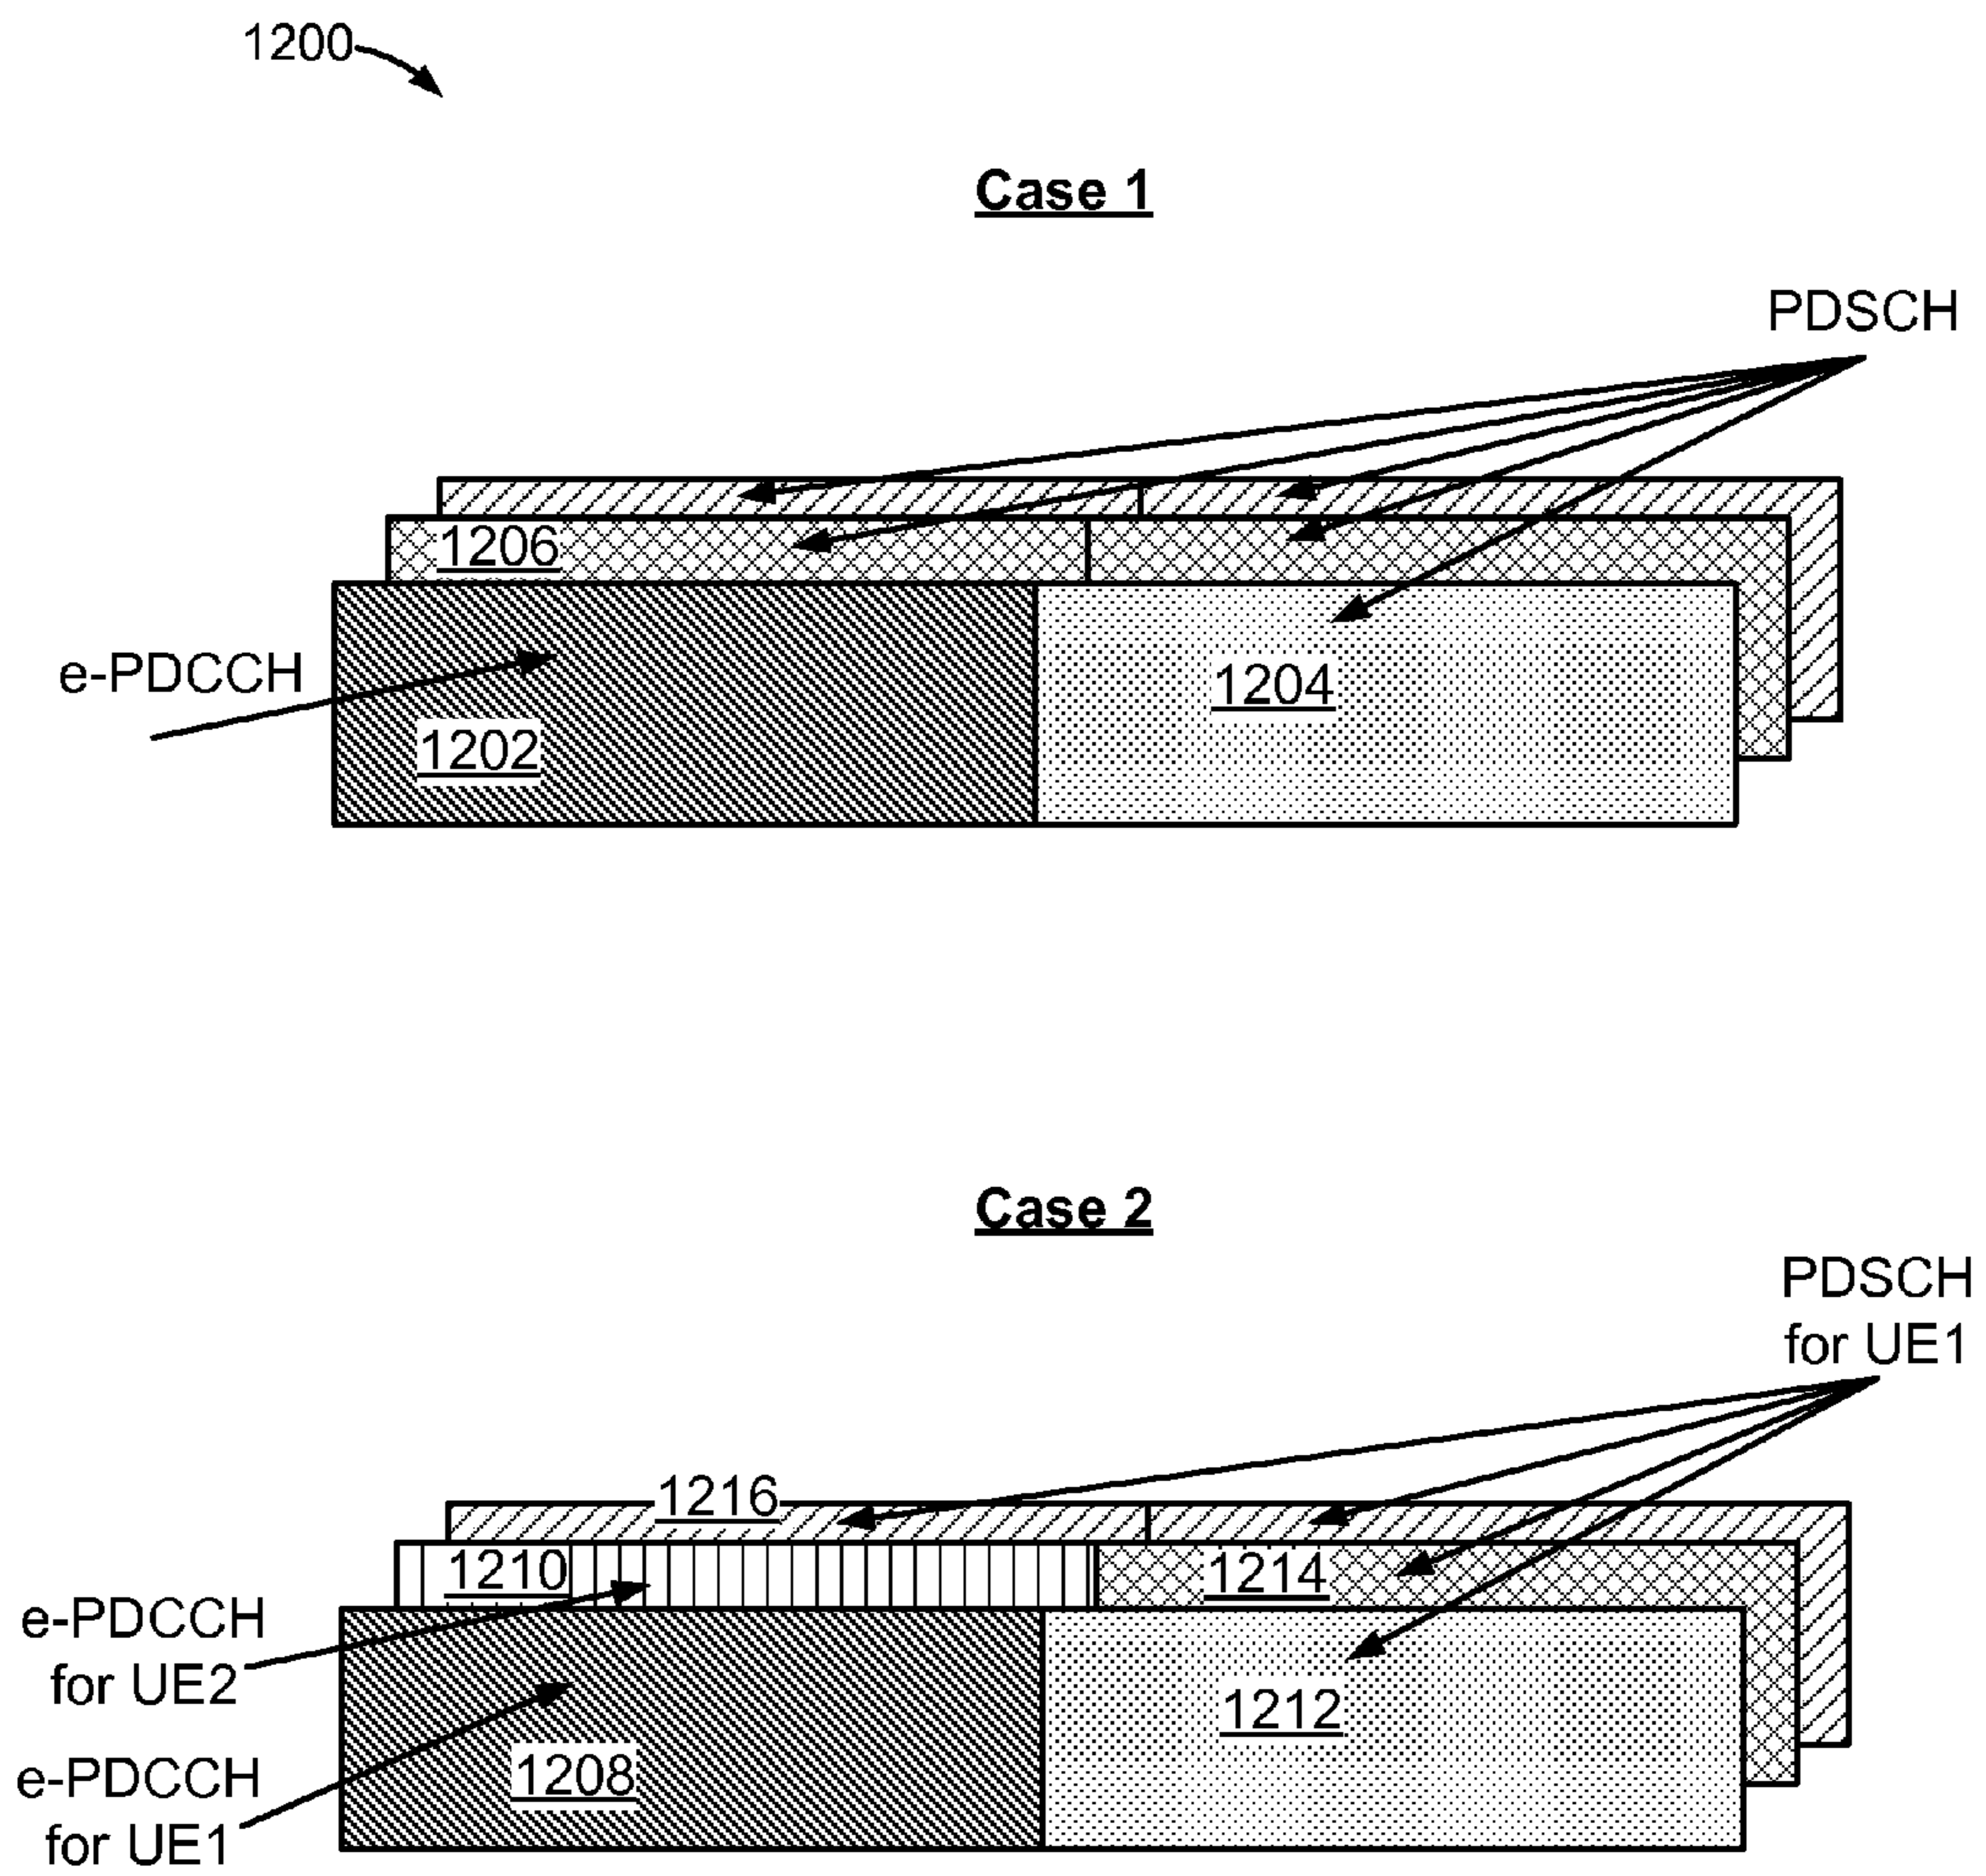 1200
Case 1
PDSCH
1206
e-PDCCH
1204
1202
Case 2
PDSCH
for UE1
1216
1210
1214
e-PDCCH
for UE2
1212
1208
e-PDCCH
for UE1